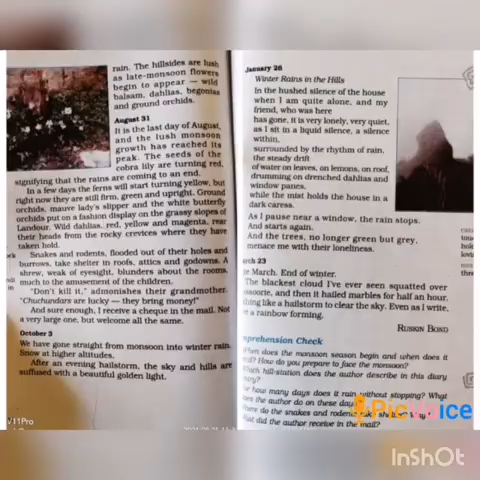 rain. The hillsides are lush
as late-monsoon flowers
begin to appear — wild
balsam, dahlias, begonias
and ground orchids.
August 31
It is the last day of August,
and the lush monsoon
growth has reached its
peak. The seeds of the
cobra lily are turning red,
signifying that the rains are coming to an end.
In a few days the ferns will start turning yellow, but
right now they are still firm, green and upright. Ground
orchids, mauve lady's slipper and the white butterfly
orchids put on a fashion display on the grassy slopes of
Landour. Wild dahlias, red, yellow and magenta, rear
their heads from the rocky crevices where they have
taken hold.
Snakes and rodents, flooded out of their holes and
burrows, take shelter in roofs, attics and godowns. A
shrew, weak of eyesight, blunders about the rooms,
much to the amusement of the children.
"Don't kill it," admonishes their grandmother.
"Chuchundars are lucky — they bring money!"
And sure enough, I receive a cheque in the mail. Not
a very large one, but welcome all the same.
October 3
We have gone straight from monsoon into winter rain.
Snow at higher altitudes.
After an evening hailstorm, the sky and hills are
suffused with a beautiful golden light.
V11Pro
January 26
Winter Rains in the Hills
In the hushed silence of the house
when I am quite alone, and my
friend, who was here
has gone, it is very lonely, very quiet,
as I sit in a liquid silence, a silence
within,
surrounded by the rhythm of rain,
the steady drift
of water on leaves, on lemons, on roof,
drumming on drenched dahlias and
window panes,
while the mist holds the house in a
dark caress.
As I pause near a window, the rain stops.
And starts again.
And the trees, no longer green but grey,
menace me with their loneliness.
rch 23
e March. End of winter.
The blackest cloud I've ever seen squatted over
ssoorie, and then it hailed marbles for half an hour.
thing like a hailstorm to clear the sky. Even as I write,
e a rainbow forming.
RUSKIN BOND
prehension Check
When does the monsoon season begin and when does it
d? How do you prepare to face the monsoon?
Which hill-station does the author describe in this diary
try?
For how many days does it rain without stopping? What
es the author do on these days
ere do the snakes and rodents take shelter? Why
at did the author receive in the mail?
PicVoice
InShOt